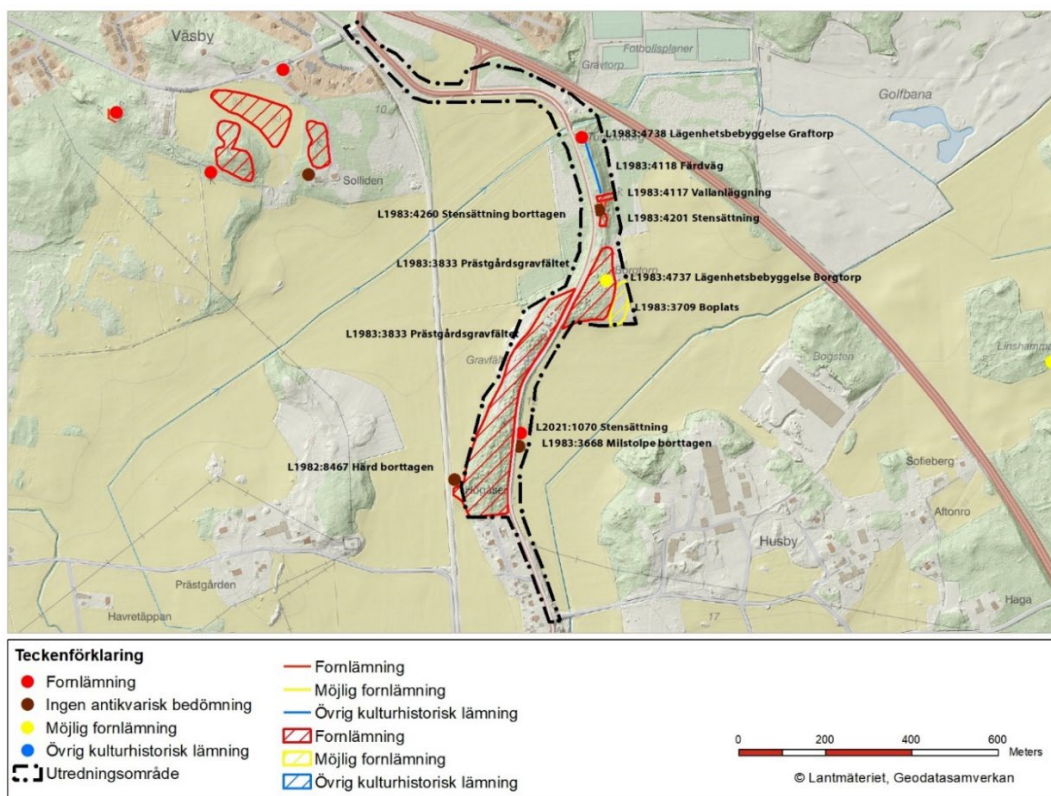 Väsby
Fotbollsplaner
Gravtorp
Golfbana
10
L1983:4738 Lägenhetsbebyggelse Graftorp
L1983:4118 Färdväg
Solliden
L1983:4117 Vallanläggning
L1983:4260 Stensättning borttagen
L1983:4201 Stensättning
L1983:3833 Prästgårdsgravfältet
Borgtorp
L1983:4737 Lägenhetsbebyggelse Borgtorp
L1983:3709 Boplats
L1983:3833 Prästgårdsgravfältet
Gravfält
Bogsten
L2021:1070 Stensättning
L1983:3668 Milstolpe borttagen
L1982:8467 Härd borttagen
Sofieberg
Aftonro
Husby
Prästgården
Havretäppan
17
Haga
Teckenförklaring
Fornlämning
Ingen antikvarisk bedömning
Möjlig fornlämning
Övrig kulturhistorisk lämning
Utredningsområde
Fornlämning
Möjlig fornlämning
Övrig kulturhistorisk lämning
Fornlämning
Möjlig fornlämning
Övrig kulturhistorisk lämning
0 200 400 600
Meters
© Lantmäteriet, Geodatasamverkan